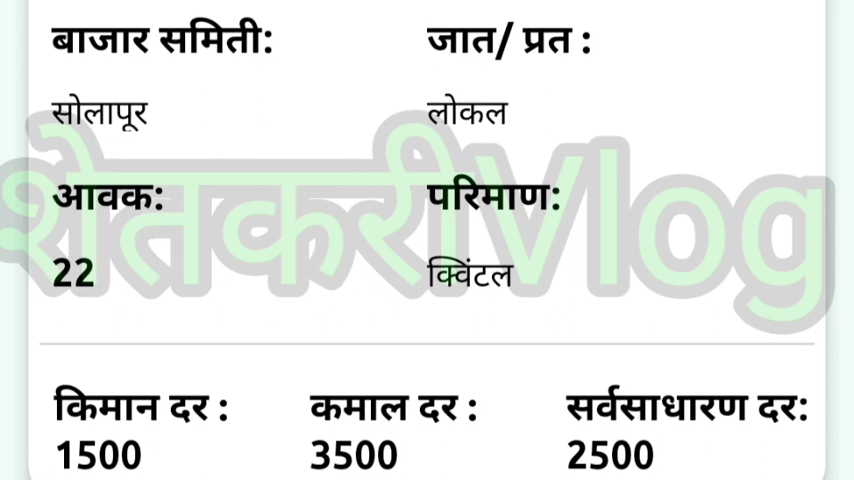 बाजार समिती: जात/ प्रत :
सोलापूर लोकल
शेतकरीVlog
आवक: परिमाण:
22 क्विंटल
किमान दर : कमाल दर : सर्वसाधारण दर:
1500 3500 2500